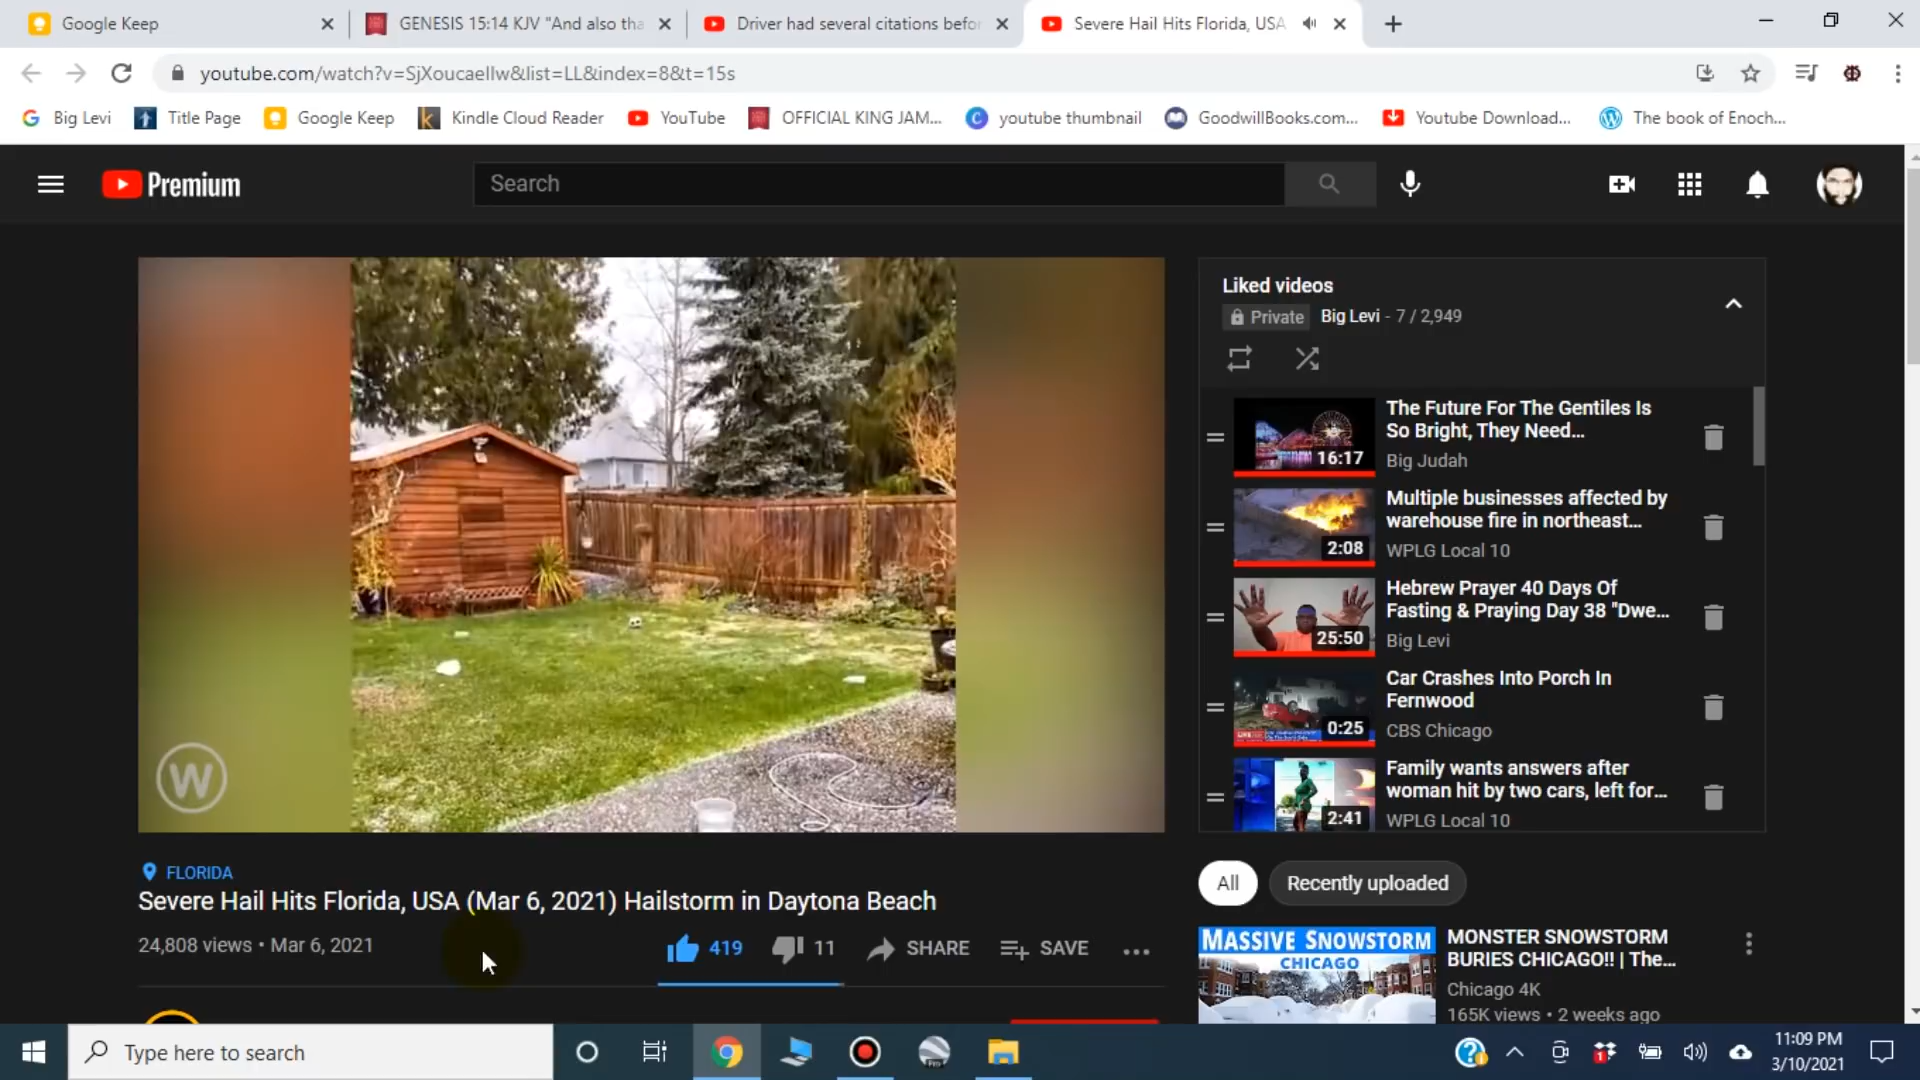 Google Keep
GENESIS 15:14 KJV "And also tha
Driver had several citations befo
Severe Hail Hits Florida, USA
youtube.com/watch?v=SjXoucaeIlw&list=LL&index=8&t=15s
Big Levi
Title Page
Google Keep
Kindle Cloud Reader
YouTube
OFFICIAL KING JAM...
youtube thumbnail
GoodwillBooks.com...
Youtube Download...
The book of Enoch...
Premium
Search
W
Liked videos
Private Big Levi - 7 / 2,949
The Future For The Gentiles Is
So Bright, They Need...
16:17
Big Judah
Multiple businesses affected by
warehouse fire in northeast...
2:08
WPLG Local 10
Hebrew Prayer 40 Days Of
Fasting & Praying Day 38 "Dwe...
25:50
Big Levi
Car Crashes Into Porch In
Fernwood
0:25
CBS Chicago
Family wants answers after
woman hit by two cars, left for...
2:41
WPLG Local 10
FLORIDA
Severe Hail Hits Florida, USA (Mar 6, 2021) Hailstorm in Daytona Beach
24,808 views • Mar 6, 2021
419
11
SHARE
SAVE
All
Recently uploaded
MASSIVE SNOWSTORM
CHICAGO
MONSTER SNOWSTORM
BURIES CHICAGO!! | The...
Chicago 4K
165K views • 2 weeks ago
Type here to search
11:09 PM
3/10/2021